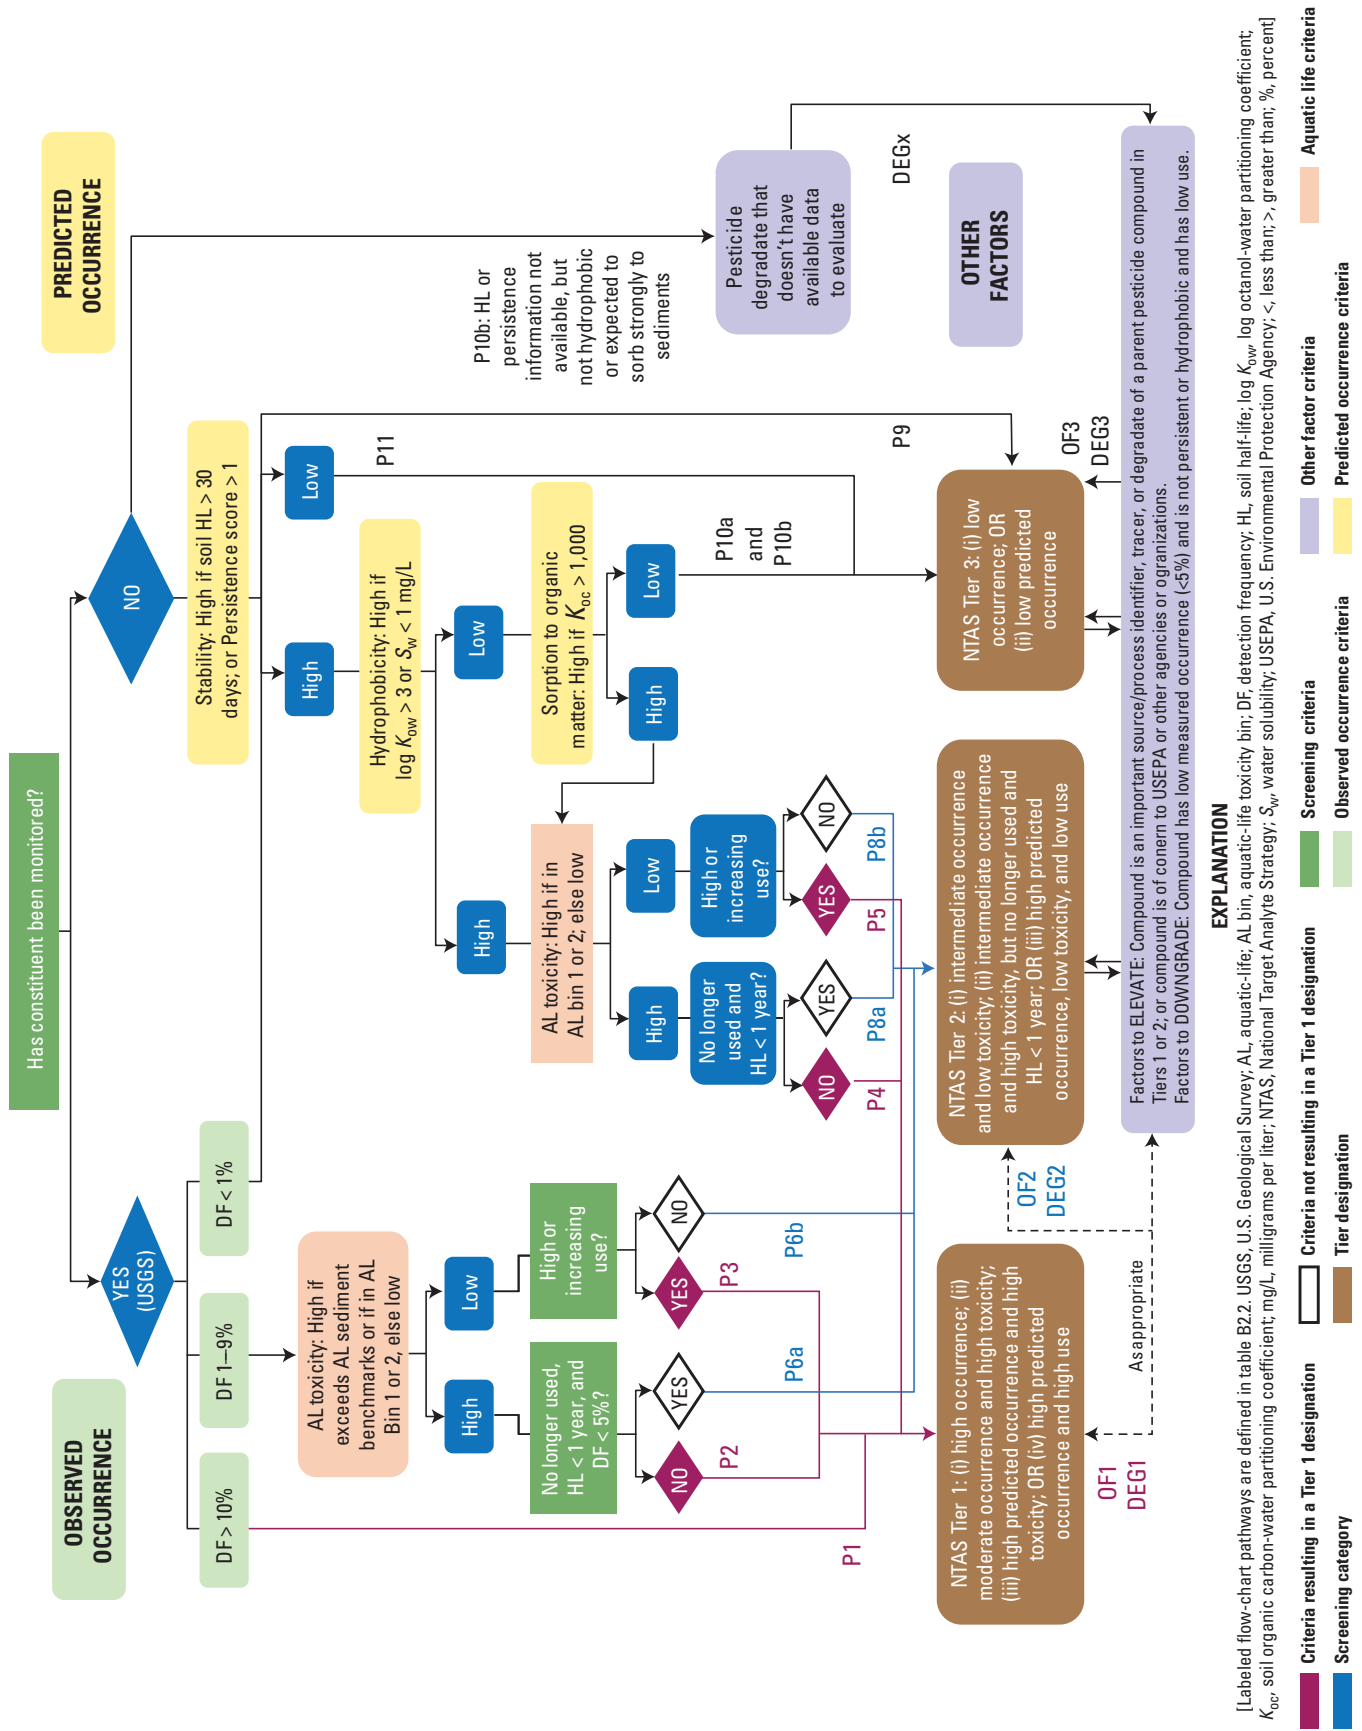 Has constituent been monitored?
OBSERVED
OCCURRENCE
PREDICTED
OCCURRENCE
YES
(USGS)
NO
DF > 10%
DF 1–9%
DF < 1%
Stability: High if soil HL > 30
days; or Persistence score > 1
High
Low
AL toxicity: High if
exceeds AL sediment
benchmarks or if in AL
Bin 1 or 2, else low
Hydrophobicity: High if
log Kow > 3 or Sw < 1 mg/L
P11
High
Low
High
Low
P10b: HL or
persistence
information not
available, but
not hydrophobic
or expected to
sorb strongly to
sediments
No longer used,
HL < 1 year, and
DF < 5%?
High or
increasing
use?
AL toxicity: High if in
AL bin 1 or 2; else low
Sorption to organic
matter: High if Koc > 1,000
High
Low
High
Low
NO
YES
YES
NO
No longer
used and
HL < 1 year?
High or
increasing
use?
Pesticide
degradate that
doesn't have
available data
to evaluate
P2
P6a
P3
P6b
NO
YES
YES
NO
P10a
and
P10b
P1
P4
P8a
P5
P8b
P9
DEGx
NTAS Tier 1: (i) high occurrence; (ii)
moderate occurrence and high toxicity;
(iii) high predicted occurrence and high
toxicity; OR (iv) high predicted
occurrence and high use
NTAS Tier 2: (i) intermediate occurrence
and low toxicity; (ii) intermediate occurrence
and high toxicity, but no longer used and
HL < 1 year; OR (iii) high predicted
occurrence, low toxicity, and low use
NTAS Tier 3: (i) low
occurrence; OR
(ii) low predicted
occurrence
OTHER
FACTORS
OF1
DEG1
As appropriate
OF2
DEG2
OF3
DEG3
Factors to ELEVATE: Compound is an important source/process identifier, tracer, or degradate of a parent pesticide compound in
Tiers 1 or 2; or compound is of conern to USEPA or other agencies or ogranizations.
Factors to DOWNGRADE: Compound has low measured occurrence (<5%) and is not persistent or hydrophobic and has low use.
EXPLANATION
[Labeled flow-chart pathways are defined in table B2.2. USGS, U.S. Geological Survey; AL, aquatic-life; AL bin, aquatic-life toxicity bin; DF, detection frequency; HL, soil half-life; log Kow, log octanol-water partitioning coefficient;
Koc, soil organic carbon-water partitioning coefficient; mg/L, milligrams per liter; NTAS, National Target Analyte Strategy; Sw, water solubility; USEPA, U.S. Environmental Protection Agency; <, less than; >, greater than; %, percent]
Criteria resulting in a Tier 1 designation
Criteria not resulting in a Tier 1 designation
Screening criteria
Other factor criteria
Aquatic life criteria
Screening category
Tier designation
Observed occurrence criteria
Predicted occurrence criteria